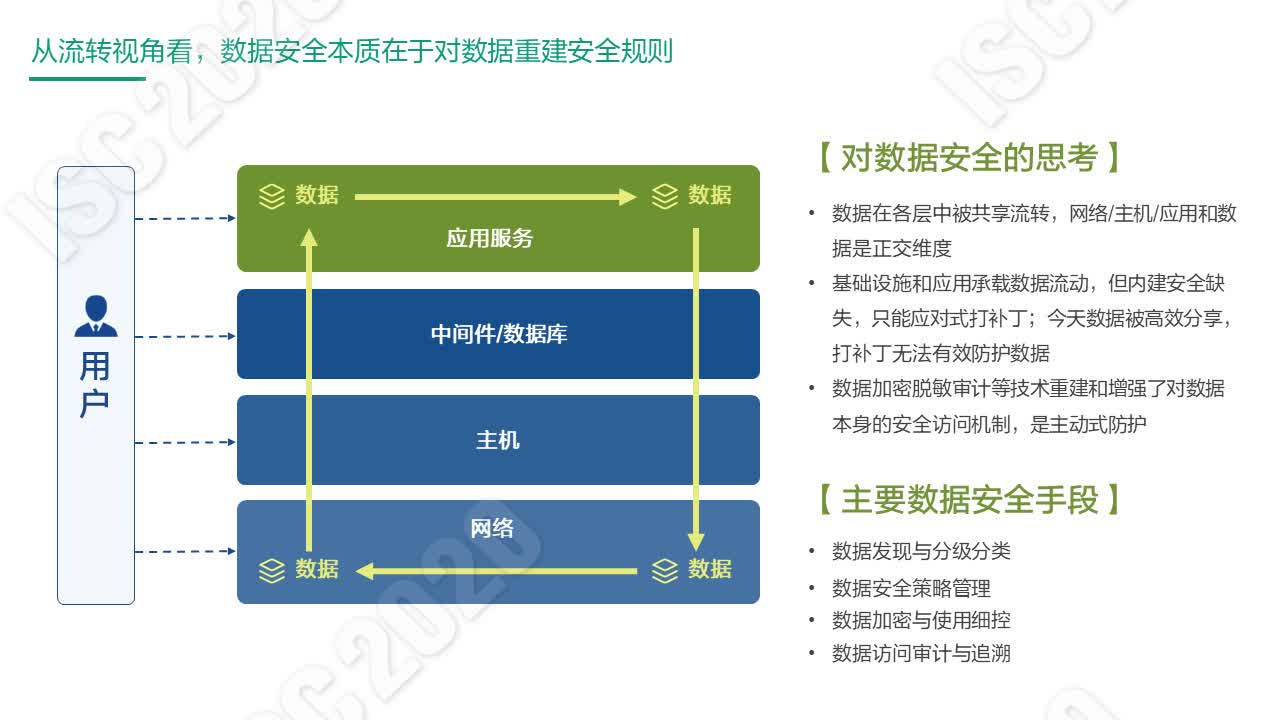 从流转视角看，数据安全本质在于对数据重建安全规则
ISC 2020
ISC
用户
数据
数据
应用服务
中间件/数据库
主机
网络
数据
数据
【 对数据安全的思考 】
• 数据在各层中被共享流转，网络/主机/应用和数
据是正交维度
• 基础设施和应用承载数据流动，但内建安全缺
失，只能应对式打补丁；今天数据被高效分享，
打补丁无法有效防护数据
• 数据加密脱敏审计等技术重建和增强了对数据
本身的安全访问机制，是主动式防护
【 主要数据安全手段 】
• 数据发现与分级分类
• 数据安全策略管理
• 数据加密与使用细控
• 数据访问审计与追溯
ISC 2020